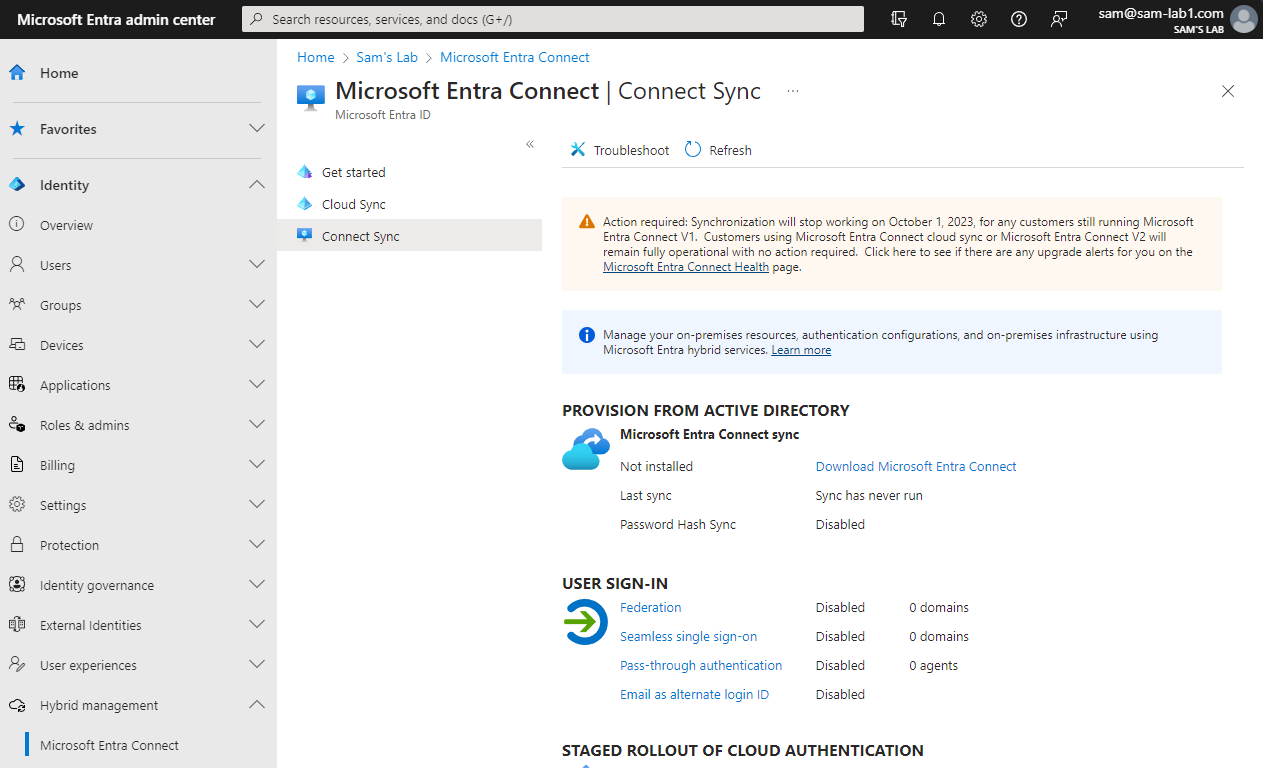 Microsoft Entra admin center
Search resources, services, and docs (G+/)
sam@sam-lab1.com
SAM'S LAB
Home
Favorites
Identity
Overview
Users
Groups
Devices
Applications
Roles & admins
Billing
Settings
Protection
Identity governance
External Identities
User experiences
Hybrid management
Microsoft Entra Connect
Home > Sam's Lab > Microsoft Entra Connect
Microsoft Entra Connect | Connect Sync ...
Microsoft Entra ID
«
Get started
Cloud Sync
Connect Sync
Troubleshoot Refresh
Action required: Synchronization will stop working on October 1, 2023, for any customers still running Microsoft
Entra Connect V1. Customers using Microsoft Entra Connect cloud sync or Microsoft Entra Connect V2 will
remain fully operational with no action required. Click here to see if there are any upgrade alerts for you on the
Microsoft Entra Connect Health page.
Manage your on-premises resources, authentication configurations, and on-premises infrastructure using
Microsoft Entra hybrid services. Learn more
PROVISION FROM ACTIVE DIRECTORY
Microsoft Entra Connect sync
Not installed Download Microsoft Entra Connect
Last sync Sync has never run
Password Hash Sync Disabled
USER SIGN-IN
Federation Disabled 0 domains
Seamless single sign-on Disabled 0 domains
Pass-through authentication Disabled 0 agents
Email as alternate login ID Disabled
STAGED ROLLOUT OF CLOUD AUTHENTICATION